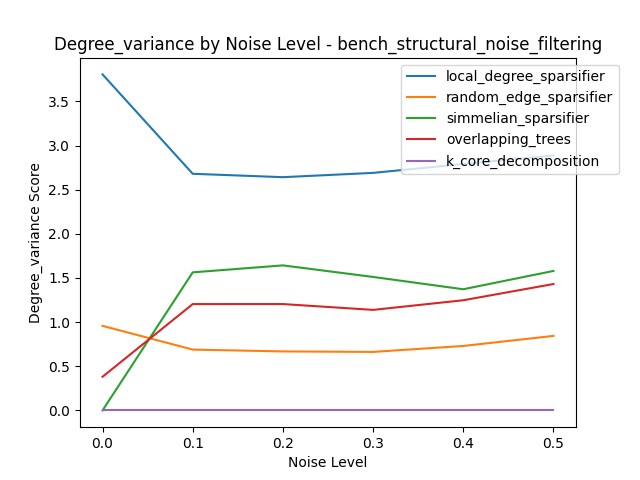 Degree_variance by Noise Level - bench_structural_noise_filtering
local_degree_sparsifier
random_edge_sparsifier
simmelian_sparsifier
overlapping_trees
k_core_decomposition
Degree_variance Score
3.5
3.0
2.5
2.0
1.5
1.0
0.5
0.0
0.0 0.1 0.2 0.3 0.4 0.5
Noise Level